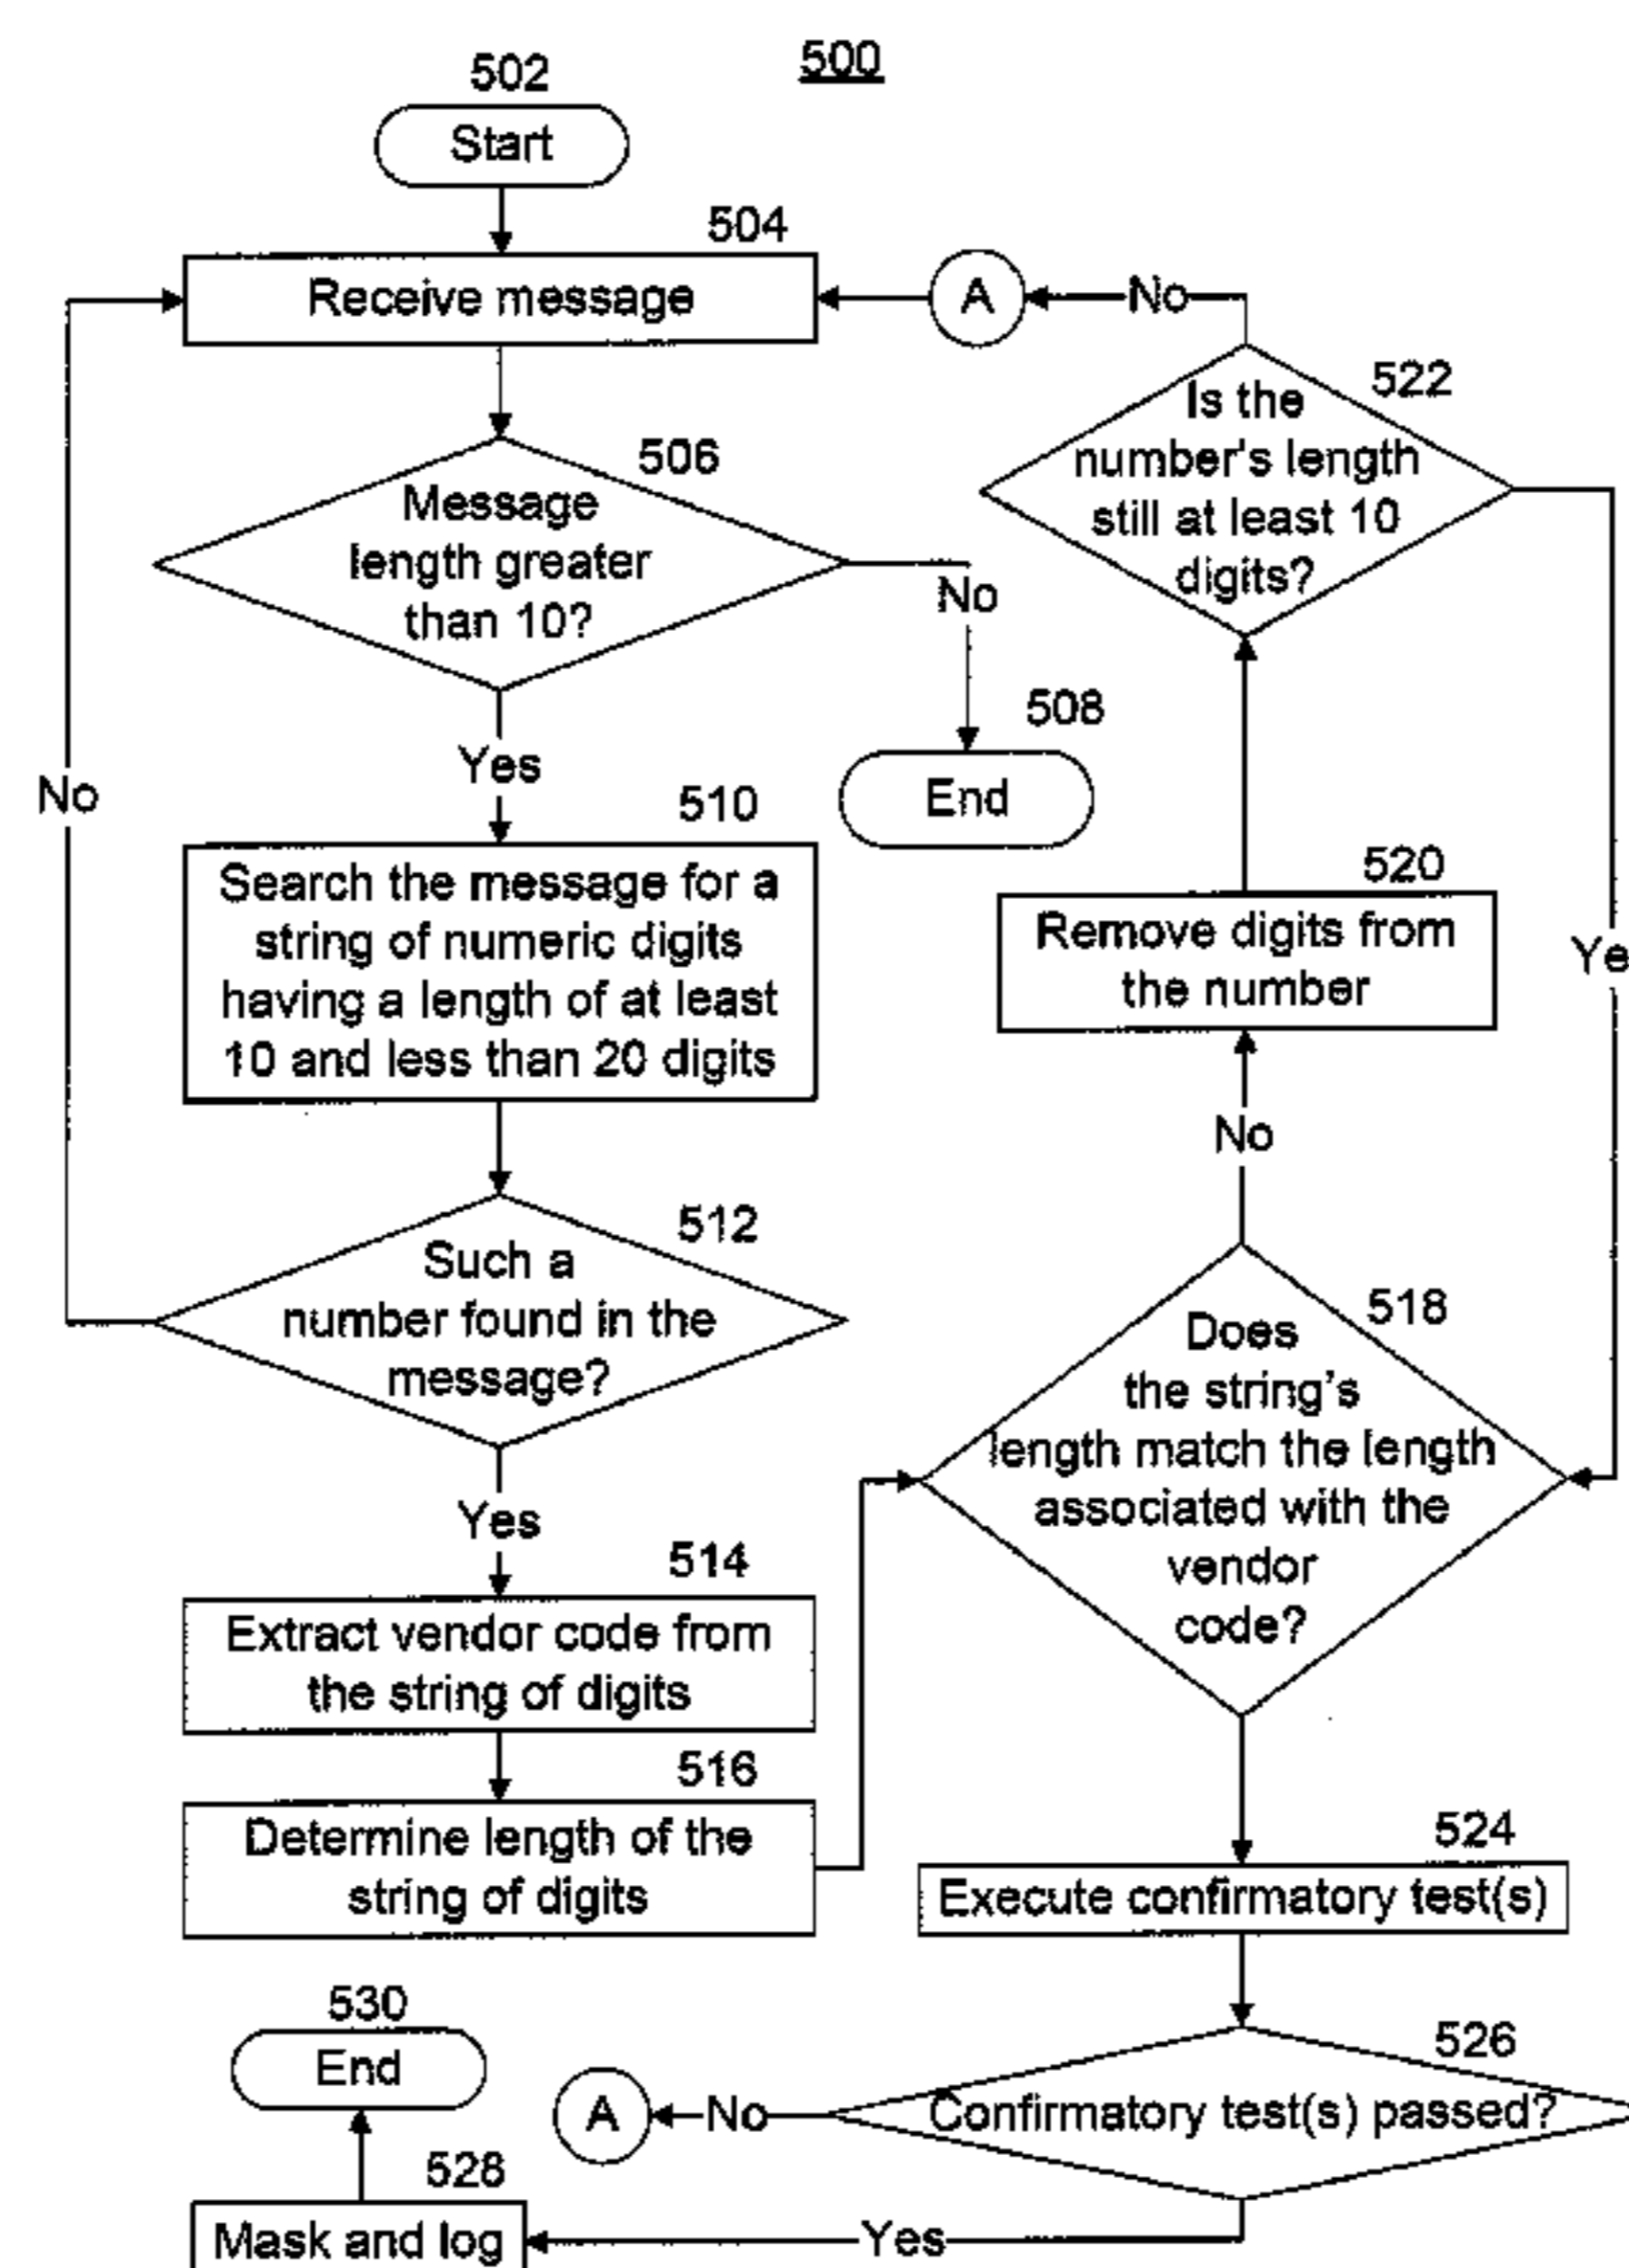 500
502
Start
504
Receive message
A
No
522
Is the
number's length
still at least 10
digits?
506
Message
length greater
than 10?
No
508
End
Yes
No
510
Search the message for a
string of numeric digits
having a length of at least
10 and less than 20 digits
520
Remove digits from
the number
Ye
No
512
Such a
number found in the
message?
518
Does
the string's
length match the length
associated with the
vendor
code?
Yes
514
Extract vendor code from
the string of digits
516
Determine length of the
string of digits
524
Execute confirmatory test(s)
526
Confirmatory test(s) passed?
No
A
530
End
528
Mask and log
Yes